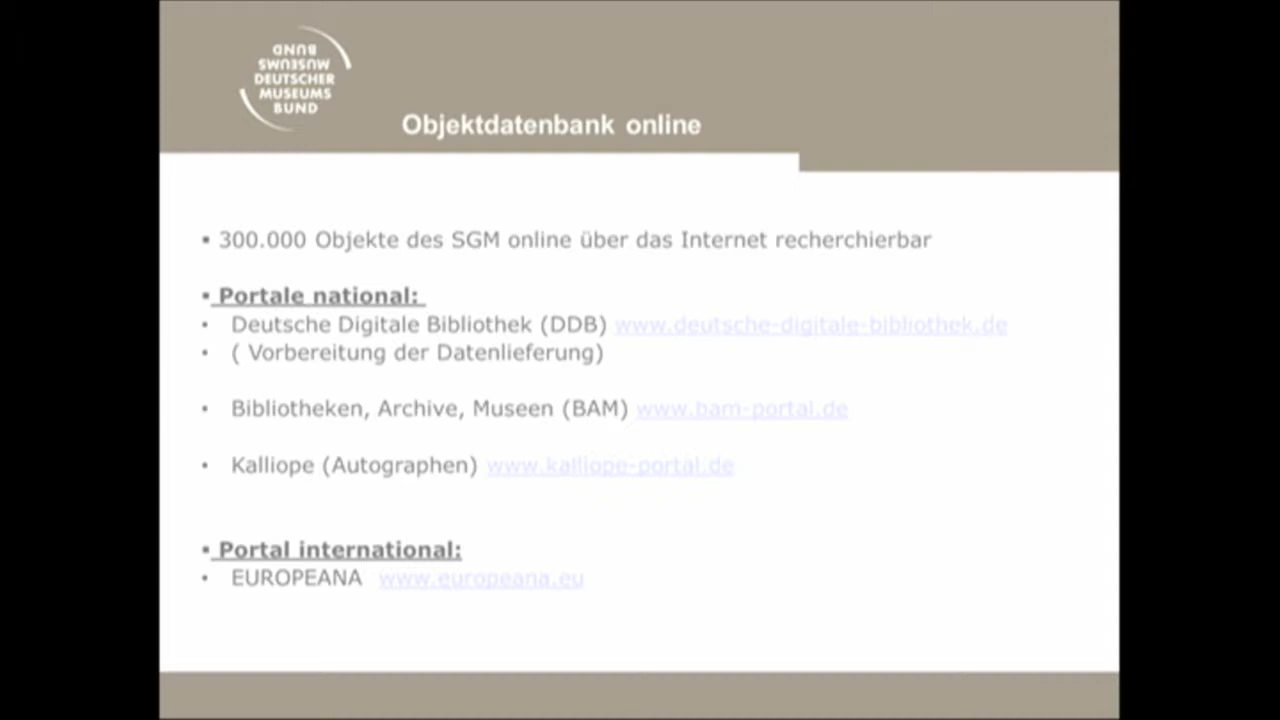 BUND
MUSEUMS
DEUTSCHER
MUSEUMS
BUND
Objektdatenbank online
▪ 300.000 Objekte des SGM online über das Internet recherchierbar
▪ Portale national:
• Deutsche Digitale Bibliothek (DDB) www.deutsche-digitale-bibliothek.de
• ( Vorbereitung der Datenlieferung)
• Bibliotheken, Archive, Museen (BAM) www.bam-portal.de
• Kalliope (Autographen) www.kalliope-portal.de
▪ Portal international:
• EUROPEANA www.europeana.eu